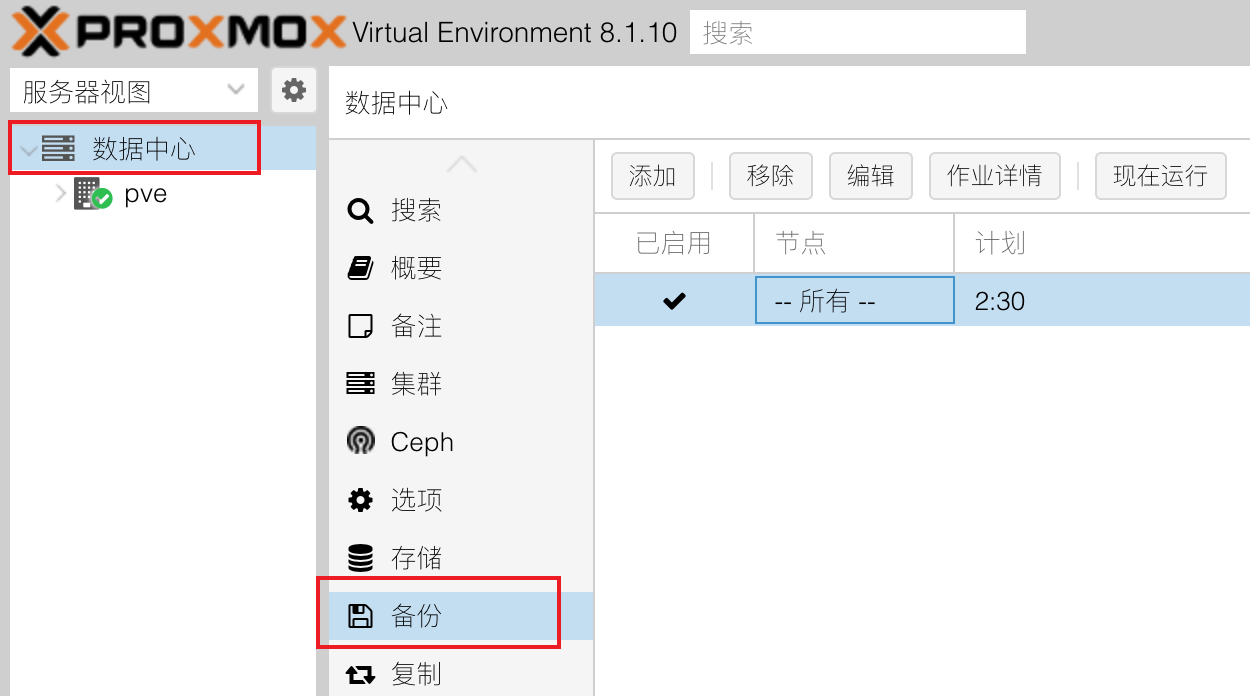 PROXMOX Virtual Environment 8.1.10 搜索
服务器视图
数据中心
pve
数据中心
搜索
概要
备注
集群
Ceph
选项
存储
备份
复制
添加 移除 编辑 作业详情 现在运行
已启用 节点 计划
-- 所有 -- 2:30